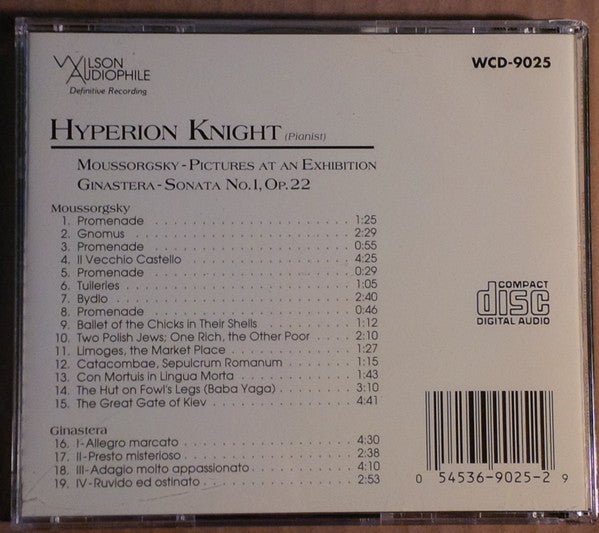 WILSON
AUDIOPHILE
Definitive Recording
WCD-9025
HYPERION KNIGHT (Pianist)
MOUSSORGSKY-PICTURES AT AN EXHIBITION
GINASTERA-SONATA NO.1, OP.22
Moussorgsky
1. Promenade 1:25
2. Gnomus 2:29
3. Promenade 0:55
4. Il Vecchio Castello 4:25
5. Promenade 0:29
6. Tuileries 1:05
7. Bydlo 2:40
8. Promenade 0:46
9. Ballet of the Chicks in Their Shells 1:12
10. Two Polish Jews; One Rich, the Other Poor 2:10
11. Limoges, the Market Place 1:27
12. Catacombae, Sepulcrum Romanum 1:15
13. Con Mortuis in Lingua Morta 1:43
14. The Hut on Fowl's Legs (Baba Yaga) 3:10
15. The Great Gate of Kiev 4:41
Ginastera
16. I-Allegro marcato 4:30
17. II-Presto misterioso 2:38
18. III-Adagio molto appassionato 4:10
19. IV-Ruvido ed ostinato 2:53
COMPACT
disc
DIGITAL AUDIO
0 54536-9025-2 9